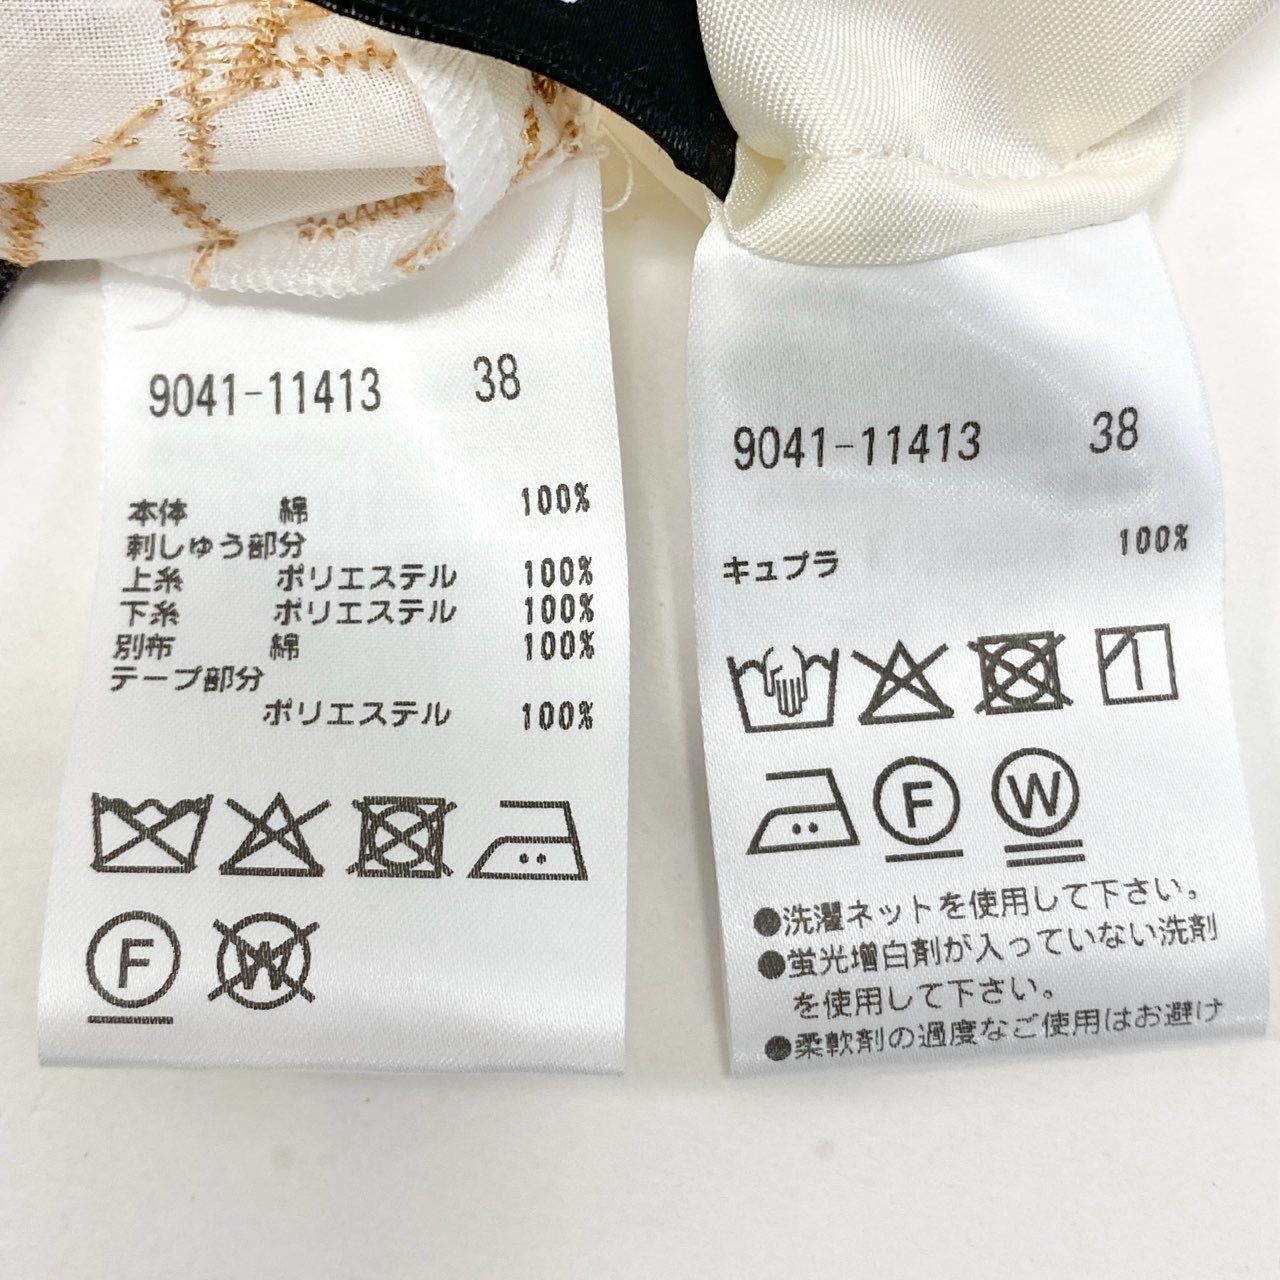 9041-11413 38
本体 綿 100%
刺しゅう部分
上糸 ポリエステル 100%
下糸 ポリエステル 100%
別布 綿 100%
テープ部分
ポリエステル 100%
F
W
9041-11413 38
キュプラ 100%
F W
●洗濯ネットを使用して下さい。
●蛍光増白剤が入っていない洗剤
を使用して下さい。
●柔軟剤の過度なご使用はお避け